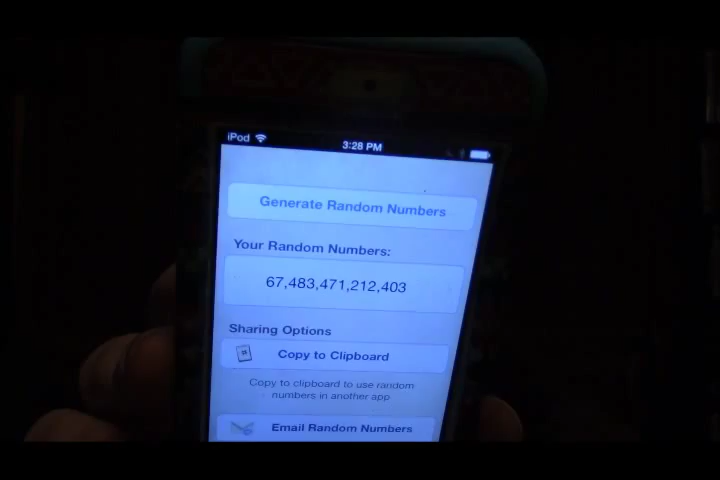 iPod 3:28 PM
Generate Random Numbers
Your Random Numbers:
67,483,471,212,403
Sharing Options
Copy to Clipboard
Copy to clipboard to use random
numbers in another app
Email Random Numbers